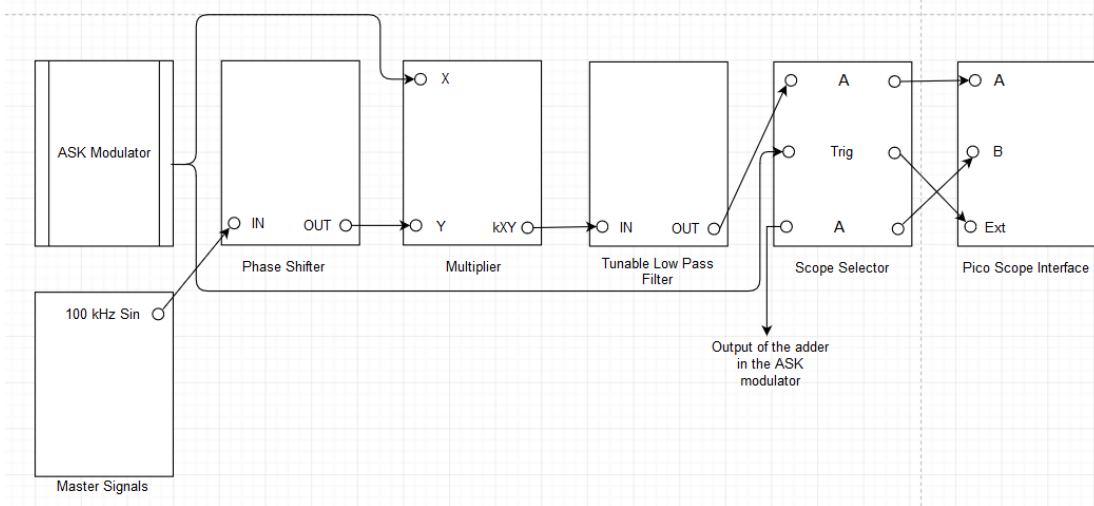 ASK Modulator
X
IN
OUT
Y
kXY
IN
OUT
A
Trig
A
A
B
Ext
Phase Shifter
Multiplier
Tunable Low Pass
Filter
Scope Selector
Pico Scope Interface
100 kHz Sin
Master Signals
Output of the adder
in the ASK
modulator